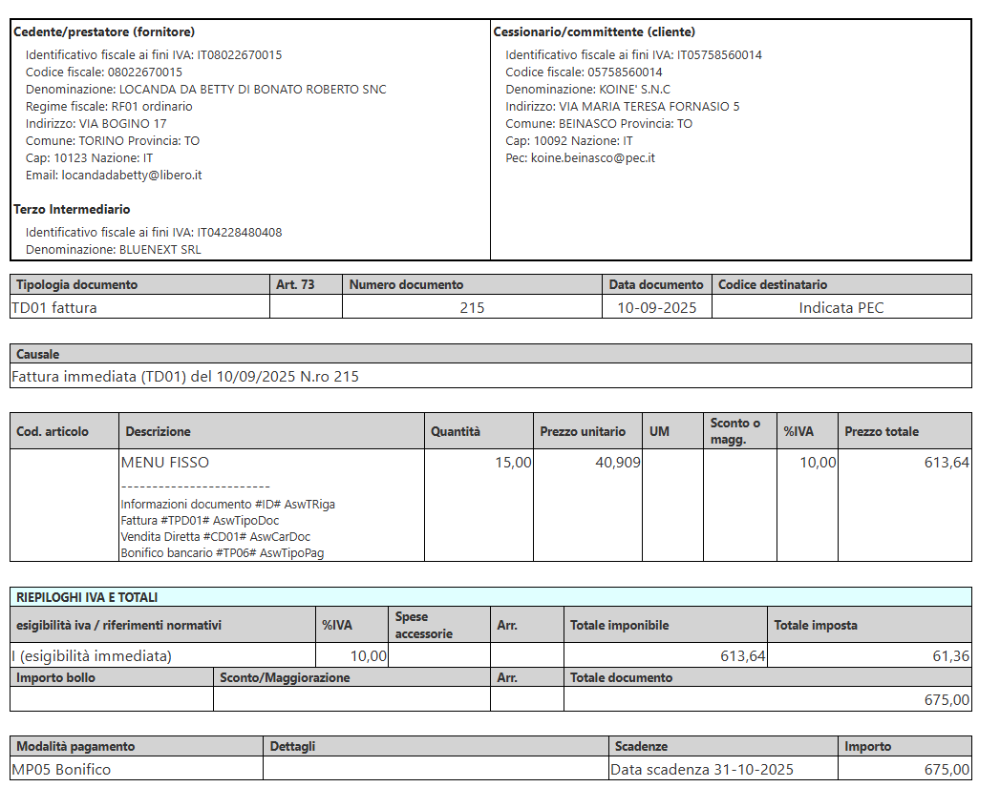 Cedente/prestatore (fornitore)
Identificativo fiscale ai fini IVA: IT08022670015
Codice fiscale: 08022670015
Denominazione: LOCANDA DA BETTY DI BONATO ROBERTO SNC
Regime fiscale: RF01 ordinario
Indirizzo: VIA BOGINO 17
Comune: TORINO Provincia: TO
Cap: 10123 Nazione: IT
Email: locandadabetty@libero.it
Terzo Intermediario
Identificativo fiscale ai fini IVA: IT04228480408
Denominazione: BLUENEXT SRL
Cessionario/committente (cliente)
Identificativo fiscale ai fini IVA: IT05758560014
Codice fiscale: 05758560014
Denominazione: KOINE' S.N.C
Indirizzo: VIA MARIA TERESA FORNASIO 5
Comune: BEINASCO Provincia: TO
Cap: 10092 Nazione: IT
Pec: koine.beinasco@pec.it
Tipologia documento Art. 73 Numero documento Data documento Codice destinatario
TD01 fattura 215 10-09-2025 Indicata PEC
Causale
Fattura immediata (TD01) del 10/09/2025 N.ro 215
Cod. articolo Descrizione Quantità Prezzo unitario UM Sconto o magg. %IVA Prezzo totale
MENU FISSO 15,00 40,909 10,00 613,64
------------------------
Informazioni documento #ID# AswTRiga
Fattura #TPD01# AswTipoDoc
Vendita Diretta #CD01# AswCarDoc
Bonifico bancario #TP06# AswTipoPag
RIEPILOGHI IVA E TOTALI
esigibilità iva / riferimenti normativi %IVA Spese accessorie Arr. Totale imponibile Totale imposta
I (esigibilità immediata) 10,00 613,64 61,36
Importo bollo Sconto/Maggiorazione Arr. Totale documento
675,00
Modalità pagamento Dettagli Scadenze Importo
MP05 Bonifico Data scadenza 31-10-2025 675,00